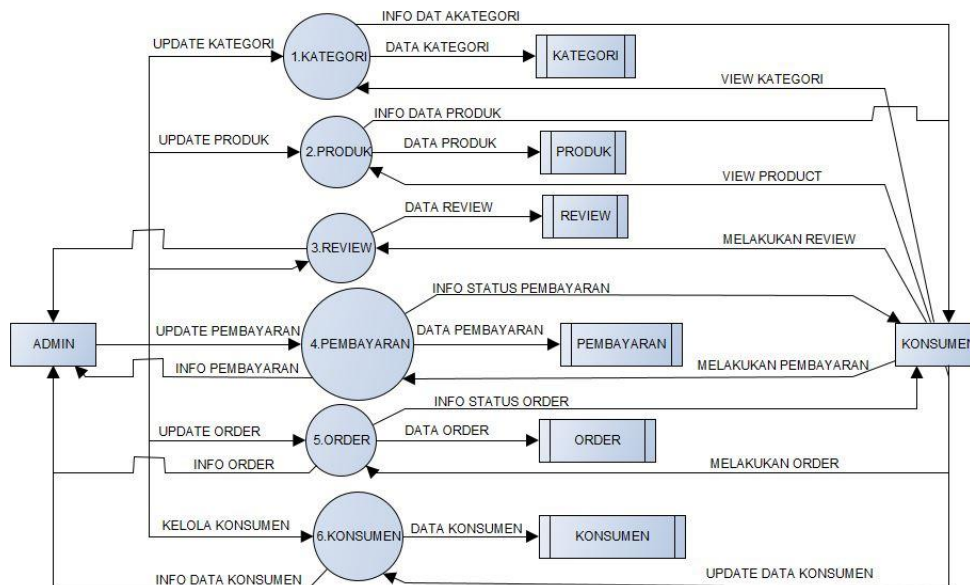 INFO DAT AKATEGORI
UPDATE KATEGORI
1.KATEGORI
DATA KATEGORI
KATEGORI
VIEW KATEGORI
INFO DATA PRODUK
UPDATE PRODUK
2.PRODUK
DATA PRODUK
PRODUK
VIEW PRODUCT
DATA REVIEW
REVIEW
3.REVIEW
MELAKUKAN REVIEW
INFO STATUS PEMBAYARAN
ADMIN
UPDATE PEMBAYARAN
4.PEMBAYARAN
DATA PEMBAYARAN
PEMBAYARAN
KONSUMEN
INFO PEMBAYARAN
MELAKUKAN PEMBAYARAN
INFO STATUS ORDER
UPDATE ORDER
5.ORDER
DATA ORDER
ORDER
INFO ORDER
MELAKUKAN ORDER
KELOLA KONSUMEN
6.KONSUMEN
DATA KONSUMEN
KONSUMEN
INFO DATA KONSUMEN
UPDATE DATA KONSUMEN